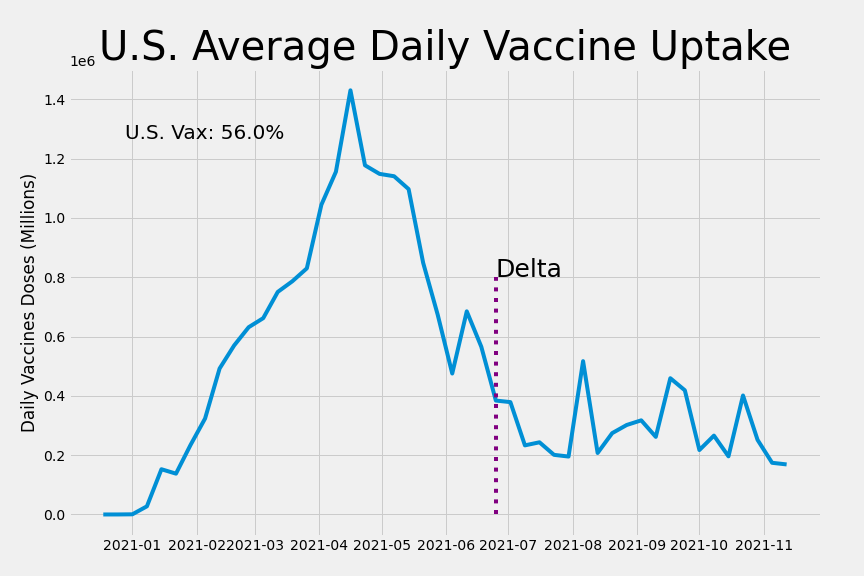 U.S. Average Daily Vaccine Uptake
1e6
1.4
U.S. Vax: 56.0%
1.2
1.0
Daily Vaccines Doses (Millions)
Delta
0.8
0.6
0.4
0.2
0.0
2021-01 2021-02 2021-03 2021-04 2021-05 2021-06 2021-07 2021-08 2021-09 2021-10 2021-11